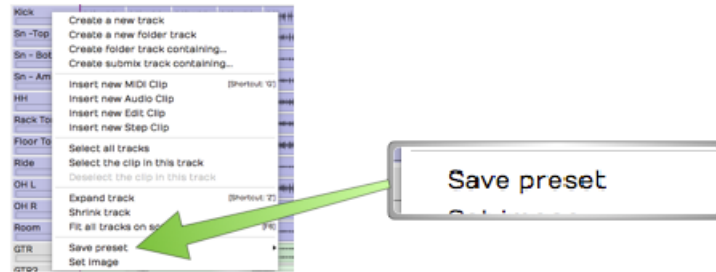 Kick
Create a new track
Sn -Top
Create a new folder track
Create folder track containing...
Sn - Bot
Create submix track containing...
Sn - Am
Insert new MIDI Clip [Shortcut: 'Q']
HH
Insert new Audio Clip
Insert new Edit Clip
Rack To
Insert new Step Clip
Floor To
Select all tracks
Ride
Select the clip in this track
Deselect the clip in this track
OH L
Expand track [Shortcut: 'Z']
OH R
Shrink track
Room
Fit all tracks on
GTR
Save preset
Set image
GTR2
Save preset